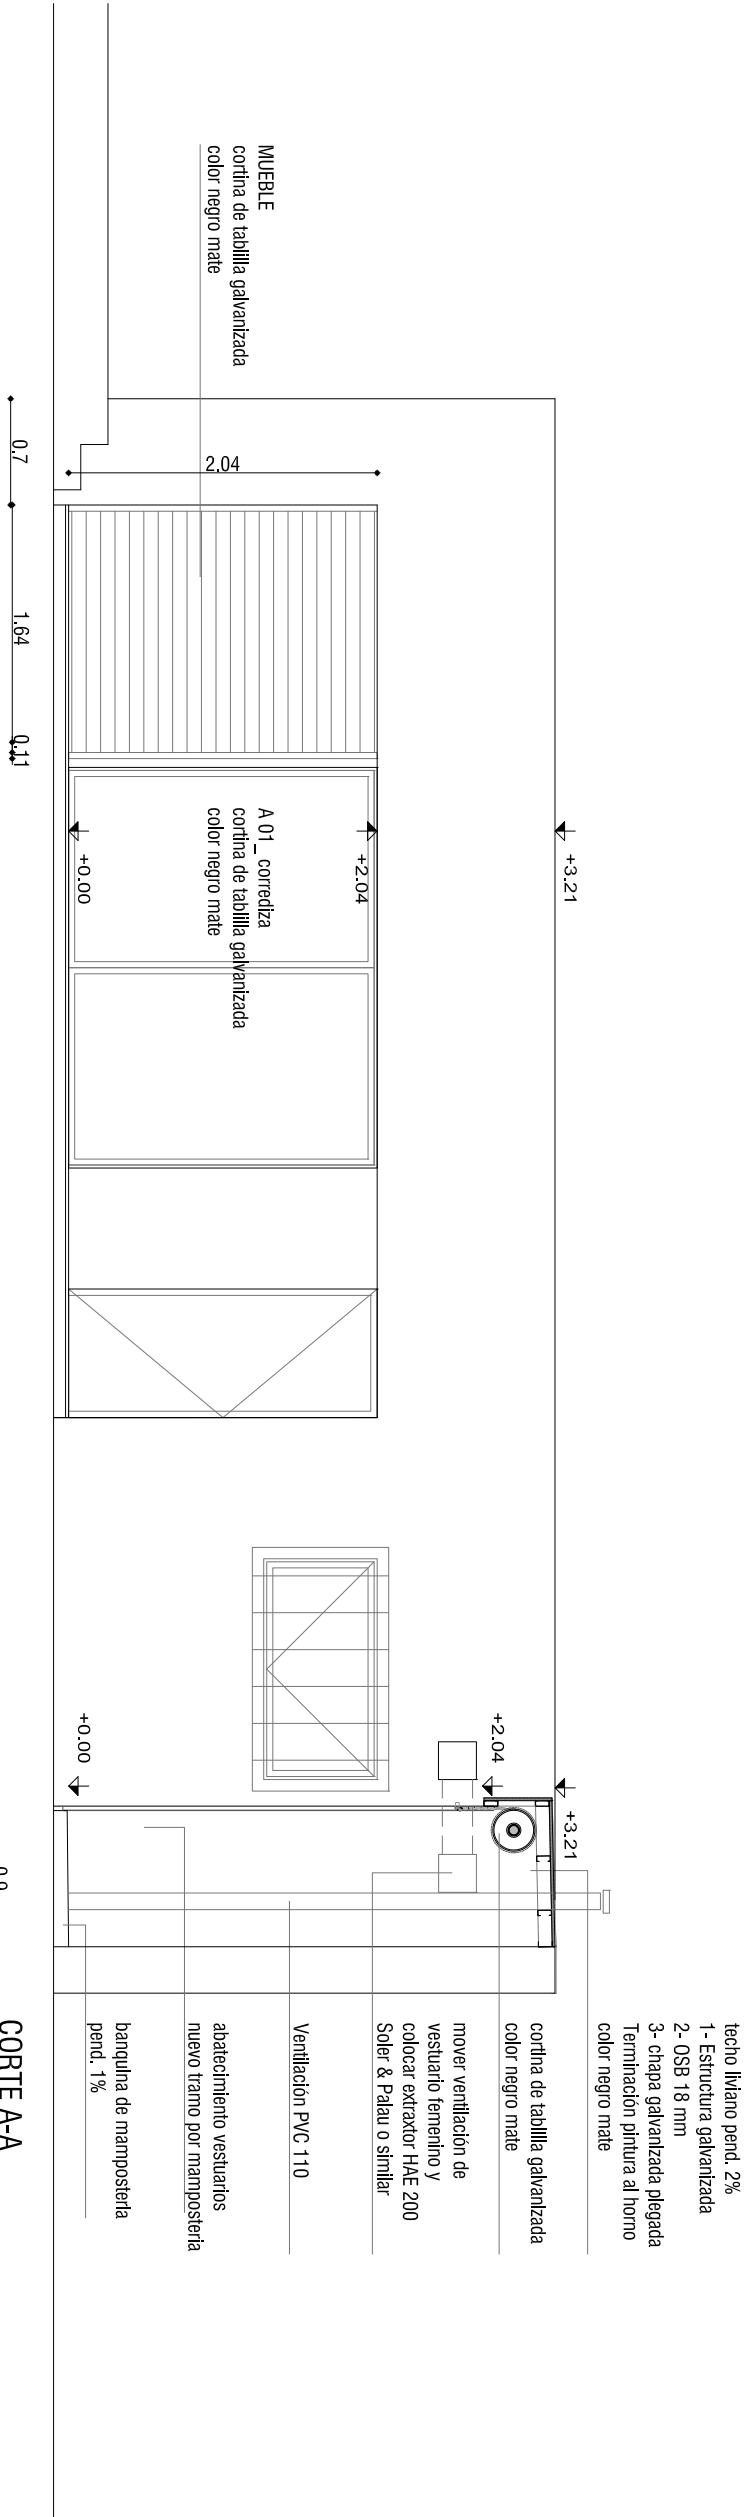 techo liviano pend. 2%
1- Estructura galvanizada
2- OSB 18 mm
3- chapa galvanizada plegada
Terminación pintura al horno
color negro mate
cortina de tablilla galvanizada
color negro mate
mover ventilación de
vestuario femenino y
colocar extraxtor HAE 200
Soler & Palau o similar
Ventilación PVC 110
abatecimiento vestuarios
nuevo tramo por mamposteria
banquina de mampostería
pend. 1%
MUEBLE
cortina de tablilla galvanizada
color negro mate
A 01_ corrediza
cortina de tablilla galvanizada
color negro mate
+3.21
+2.04
+0.00
+3.21
+2.04
+0.00
2.04
0.7
1.64
0.11
CORTE A-A